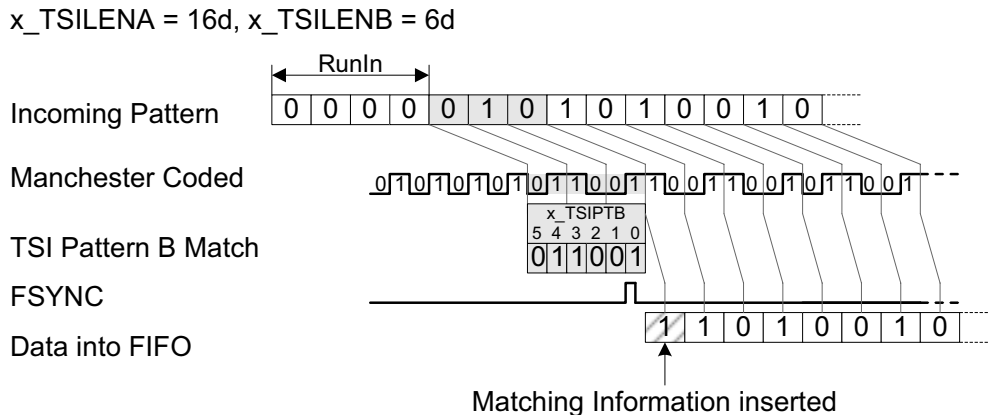 x_TSILENA = 16d, x_TSILENB = 6d
RunIn
Incoming Pattern 0 0 0 0 0 1 0 1 0 1 0 0 1 0
Manchester Coded 0 1 0 1 0 1 0 1 0 1 1 0 0 1 1 0 0 1 1 0 0 1 0 1 1 0 0 1
x_TSIPTB
5 4 3 2 1 0
TSI Pattern B Match 0 1 1 0 0 1
FSYNC
Data into FIFO 1 1 0 1 0 0 1 0
Matching Information inserted